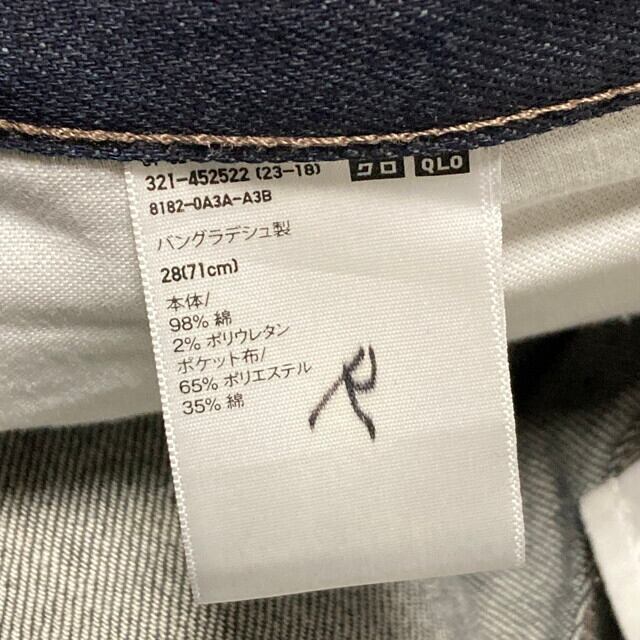 321-452522 (23-18)
クロ QLO
8182-0A3A-A3B
バングラデシュ製
28(71cm)
本体/
98% 綿
2% ポリウレタン
ポケット布/
65% ポリエステル
35% 綿